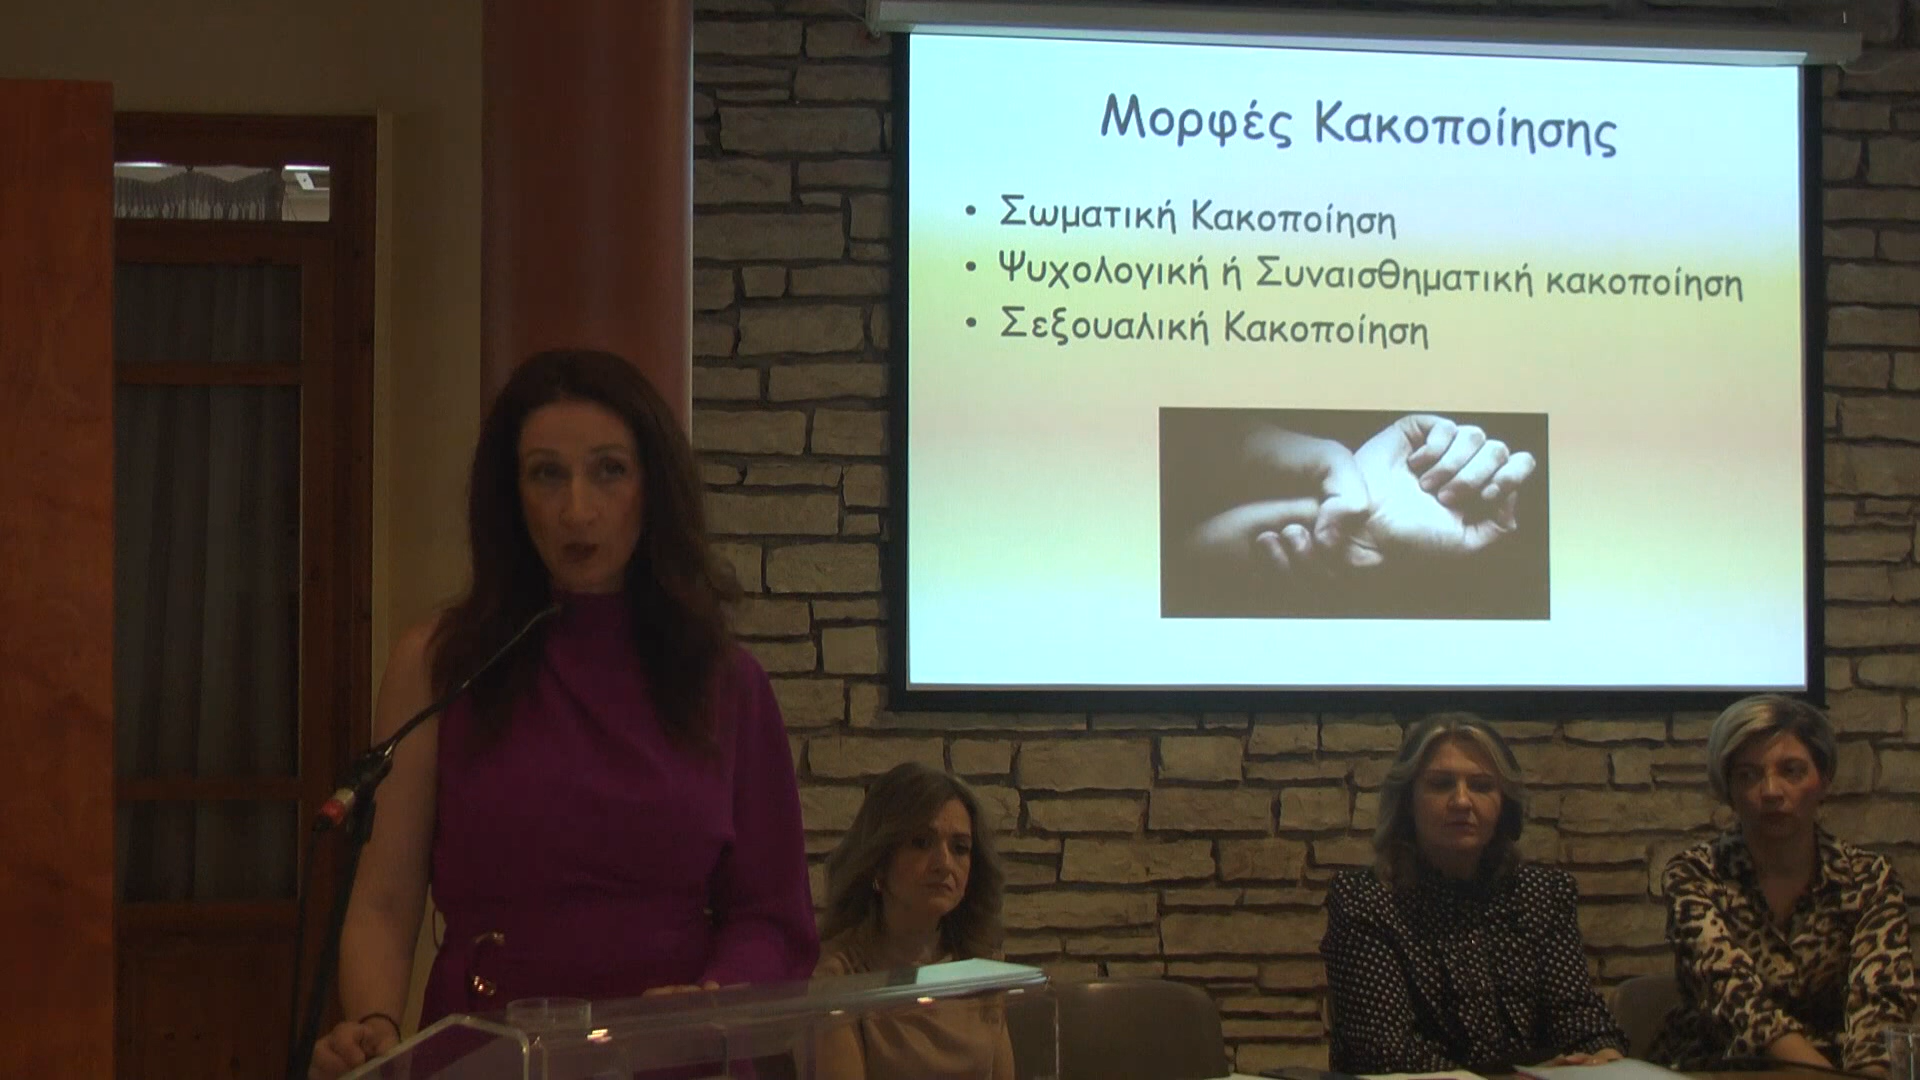 Μορφές Κακοποίησης
• Σωματική Κακοποίηση
• Ψυχολογική ή Συναισθηματική κακοποίηση
• Σεξουαλική Κακοποίηση